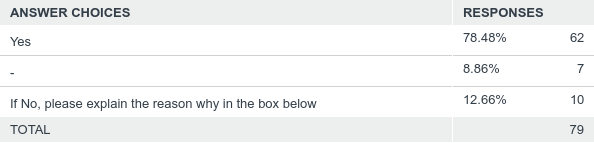 ANSWER CHOICES RESPONSES
Yes 78.48% 62
- 8.86% 7
If No, please explain the reason why in the box below 12.66% 10
TOTAL 79